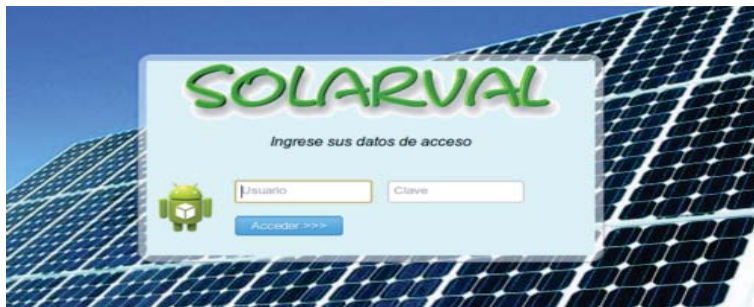 SOLARVAL
Ingrese sus datos de acceso
Usuario Clave
Acceder >>>